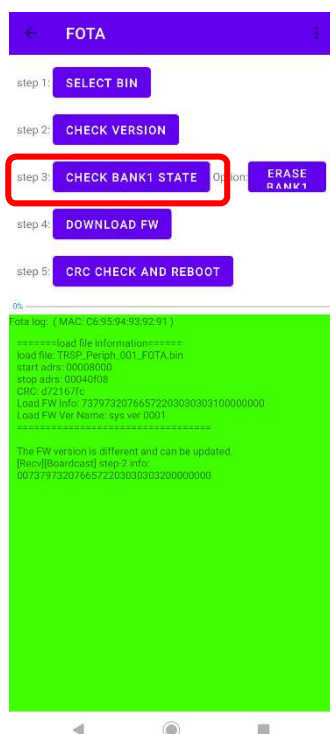 FOTA
step 1: SELECT BIN
step 2: CHECK VERSION
step 3: CHECK BANK1 STATE Option: ERASE
BANK1
step 4: DOWNLOAD FW
step 5: CRC CHECK AND REBOOT
0%
Fota log: ( MAC: C6:95:94:93:92:91 )
=======load file information======
load file: TRSP_Periph_001_FOTA.bin
start adrs: 00008000
stop adrs: 00040f08
CRC: d72167fc
Load FW Info: 73797320766572203030303100000000
Load FW Ver Name: sys ver 0001
==================================
The FW version is different and can be updated.
[Recv][Boardcast] step-2 info:
0073797320766572203030303200000000